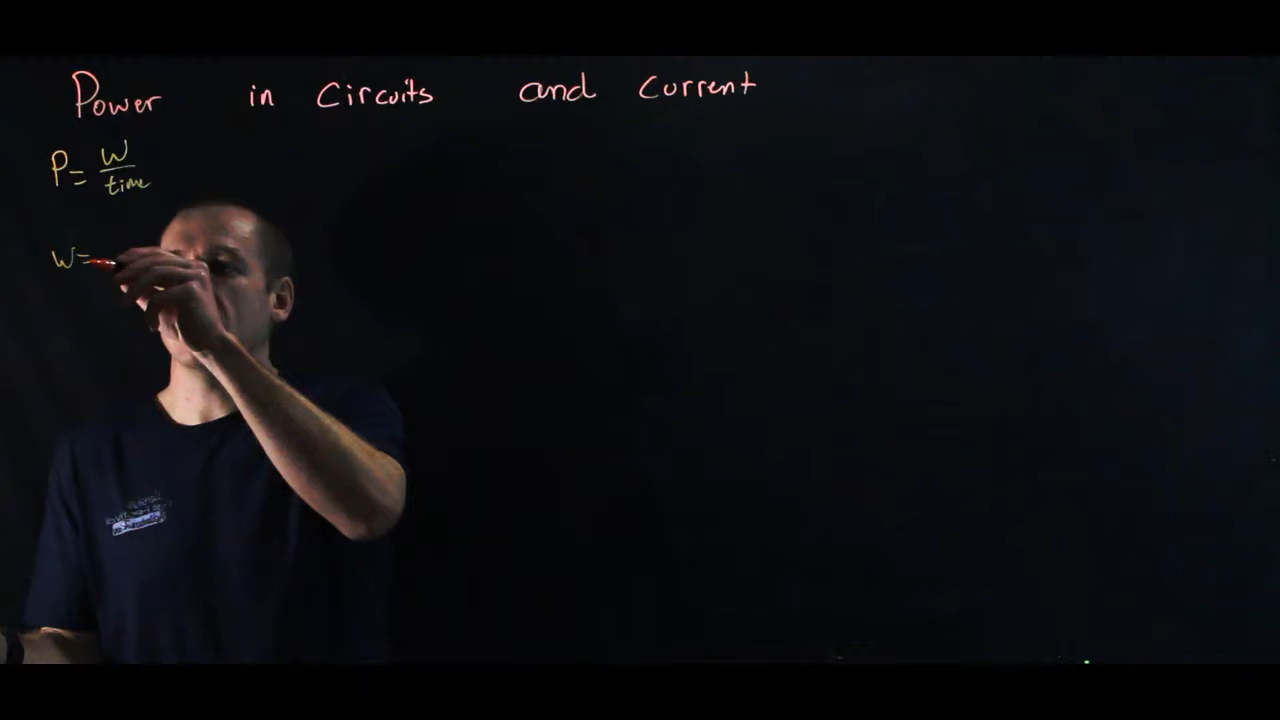 Power in Circuits and Current
P = W / time
W =